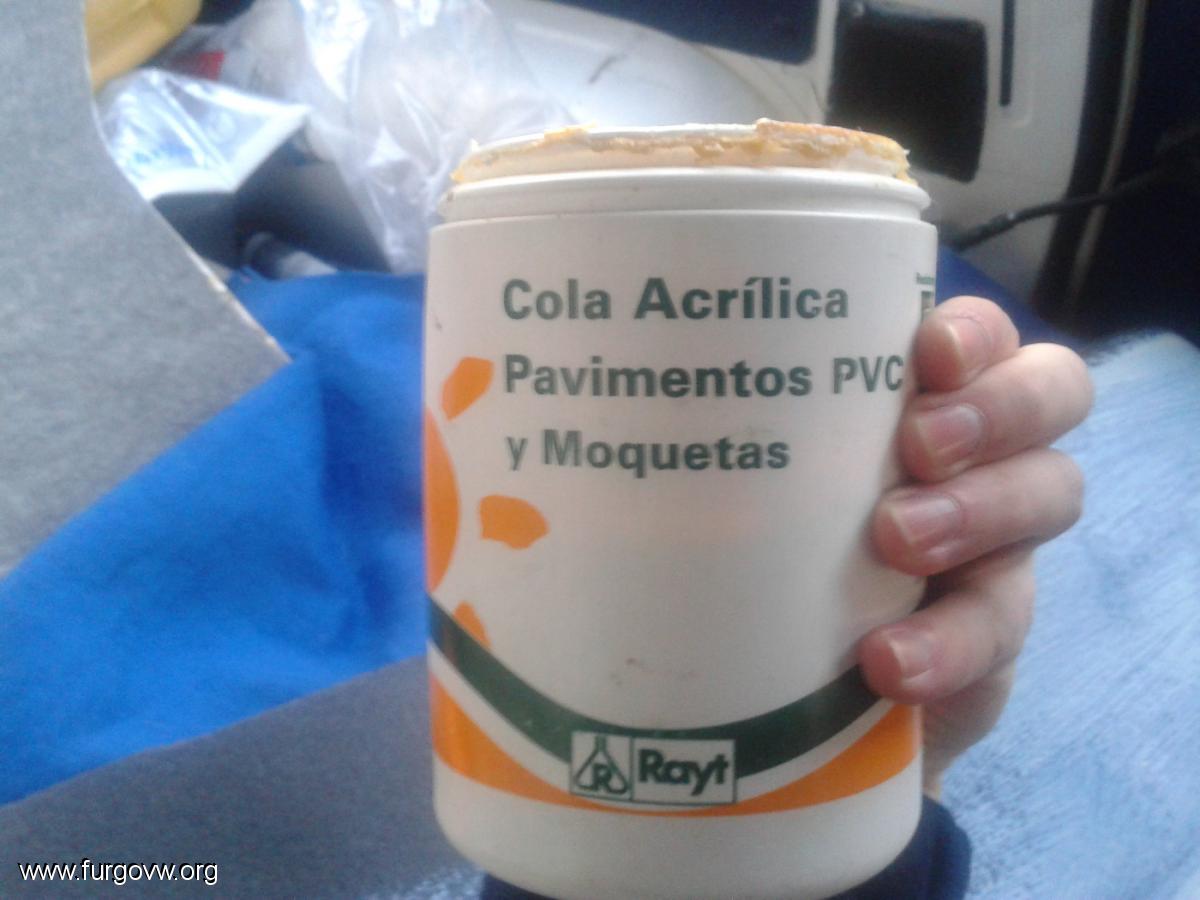 Cola Acrílica
Pavimentos PVC
y Moquetas
R Rayt
www.furgovw.org